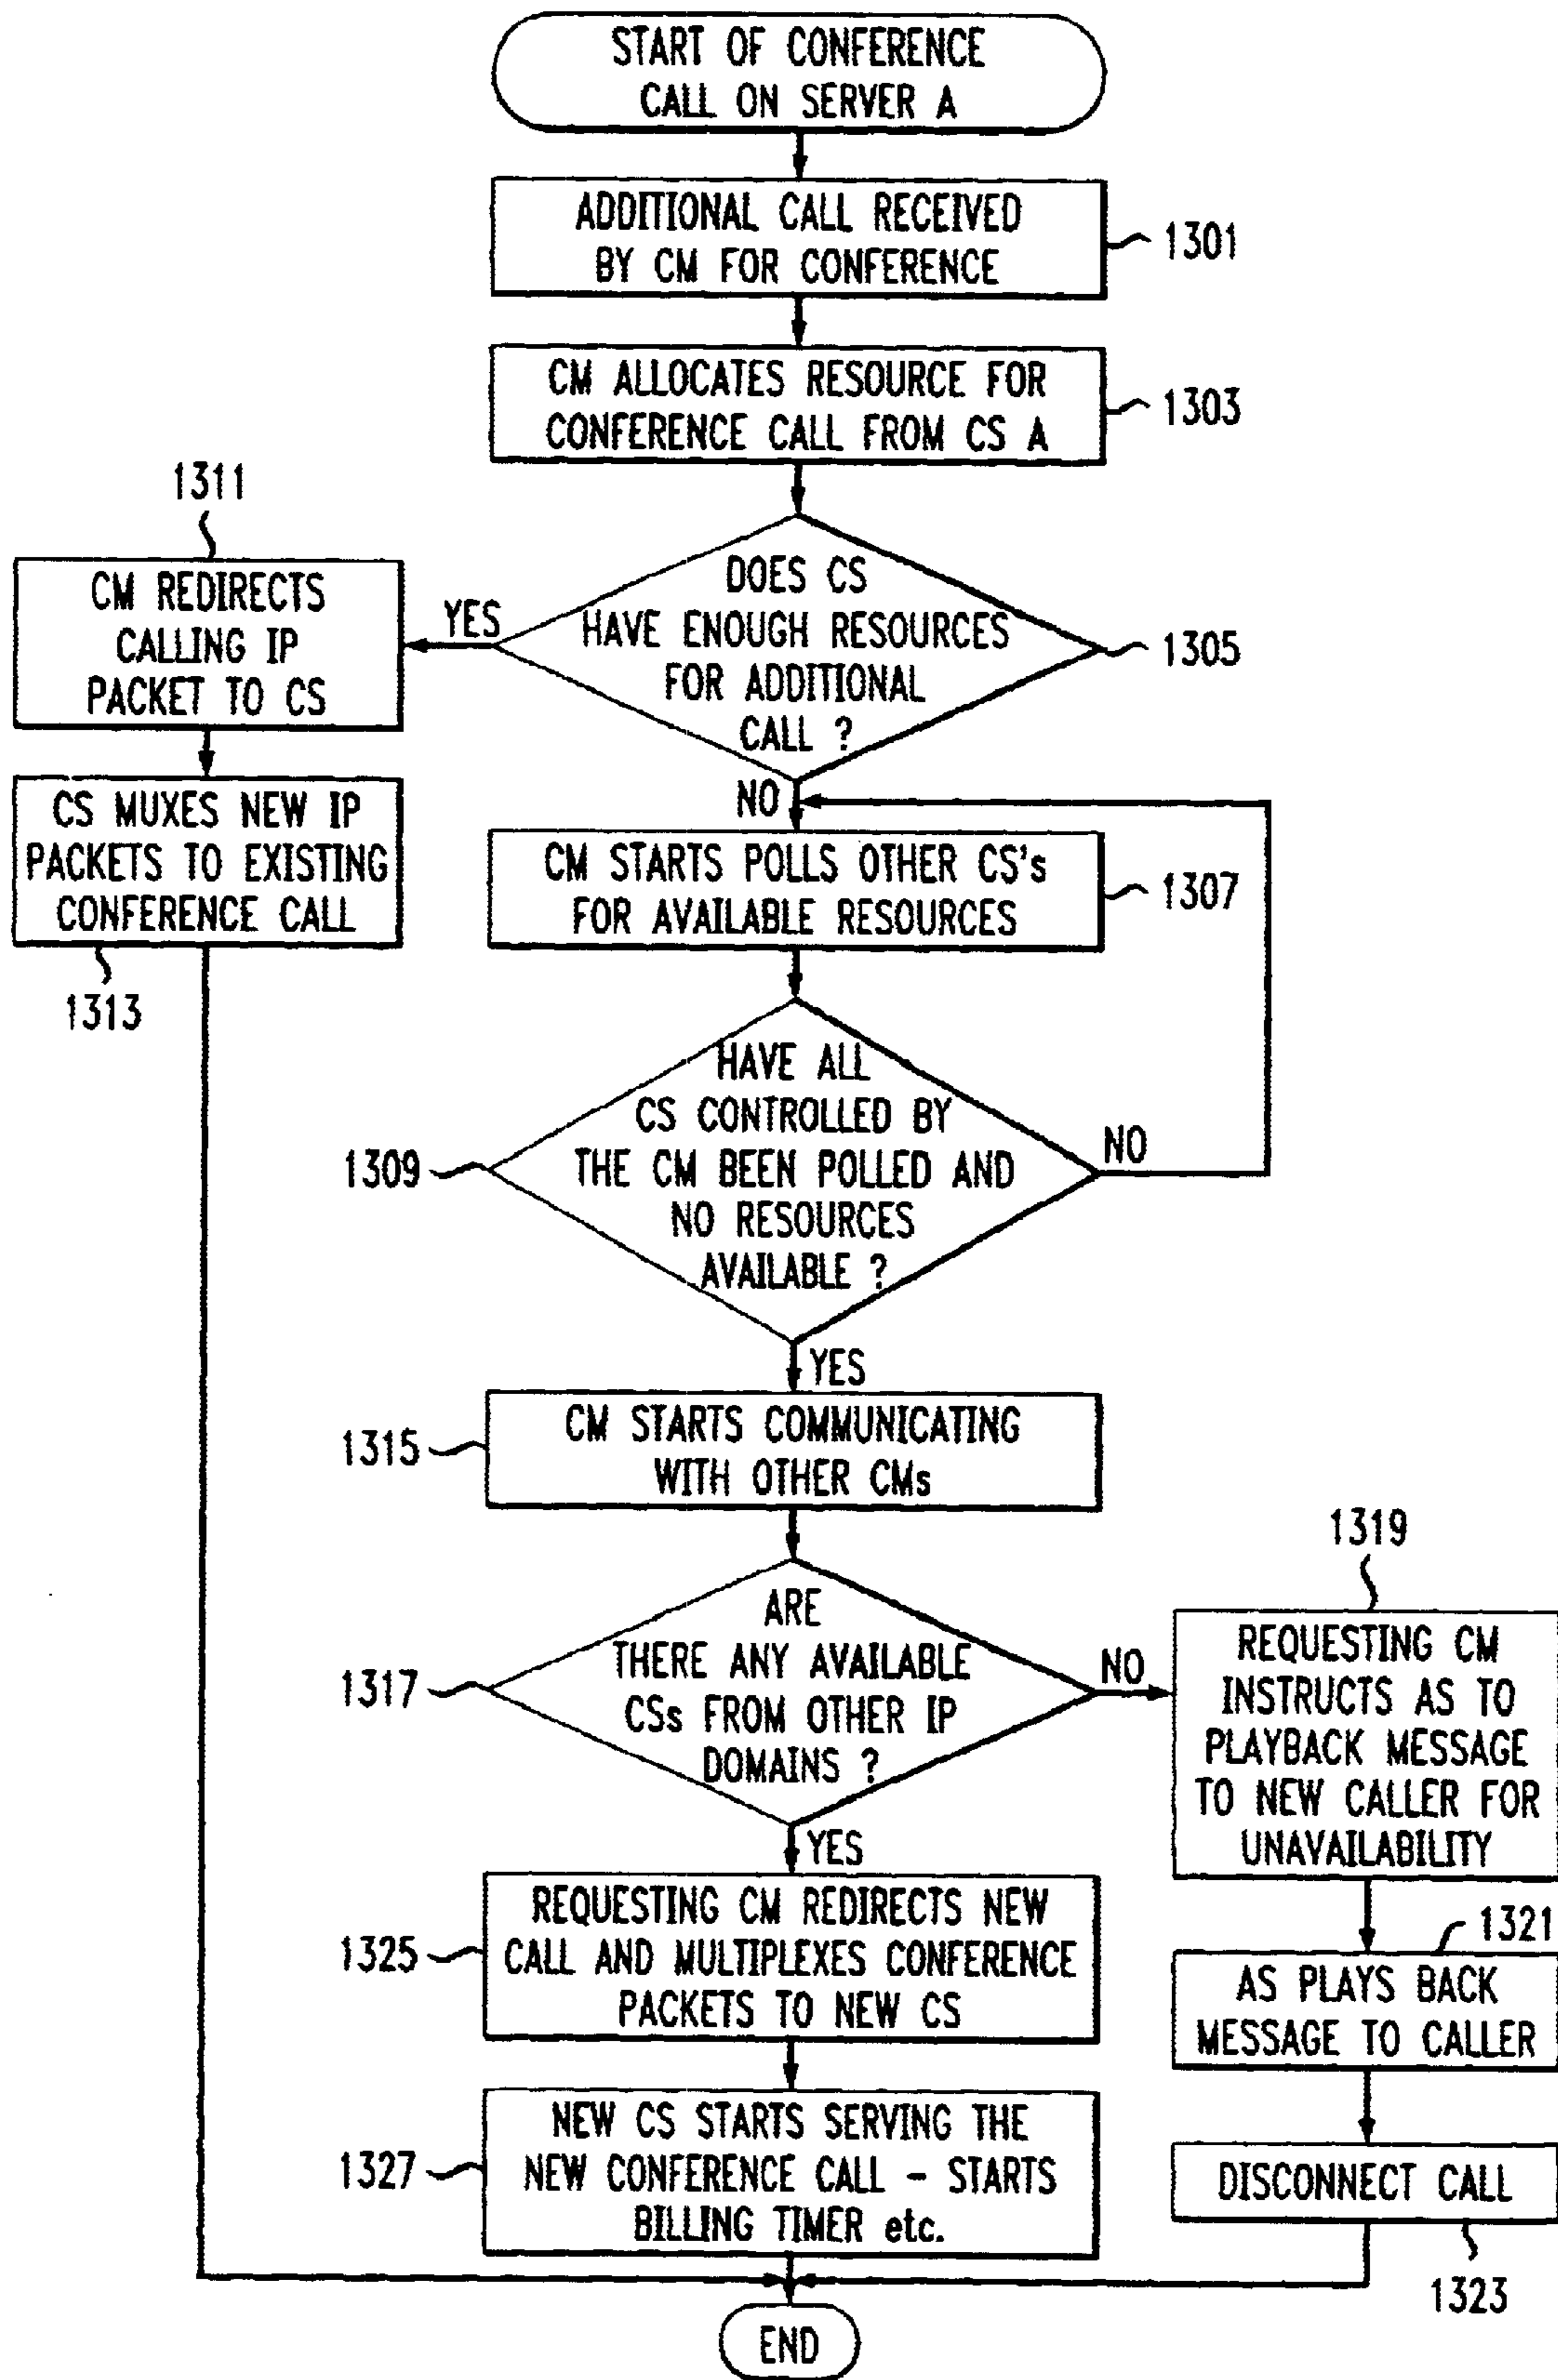 START OF CONFERENCE
CALL ON SERVER A
ADDITIONAL CALL RECEIVED
BY CM FOR CONFERENCE
1301
CM ALLOCATES RESOURCE FOR
CONFERENCE CALL FROM CS A
1303
1311
CM REDIRECTS
CALLING IP
PACKET TO CS
YES
DOES CS
HAVE ENOUGH RESOURCES
FOR ADDITIONAL
CALL ?
1305
CS MUXES NEW IP
PACKETS TO EXISTING
CONFERENCE CALL
1313
NO
CM STARTS POLLS OTHER CS's
FOR AVAILABLE RESOURCES
1307
HAVE ALL
CS CONTROLLED BY
THE CM BEEN POLLED AND
NO RESOURCES
AVAILABLE ?
1309
NO
YES
CM STARTS COMMUNICATING
WITH OTHER CMs
1315
ARE
THERE ANY AVAILABLE
CSs FROM OTHER IP
DOMAINS ?
1317
NO
1319
REQUESTING CM
INSTRUCTS AS TO
PLAYBACK MESSAGE
TO NEW CALLER FOR
UNAVAILABILITY
YES
REQUESTING CM REDIRECTS NEW
CALL AND MULTIPLEXES CONFERENCE
PACKETS TO NEW CS
1325
1321
AS PLAYS BACK
MESSAGE TO CALLER
NEW CS STARTS SERVING THE
NEW CONFERENCE CALL - STARTS
BILLING TIMER etc.
1327
DISCONNECT CALL
1323
END